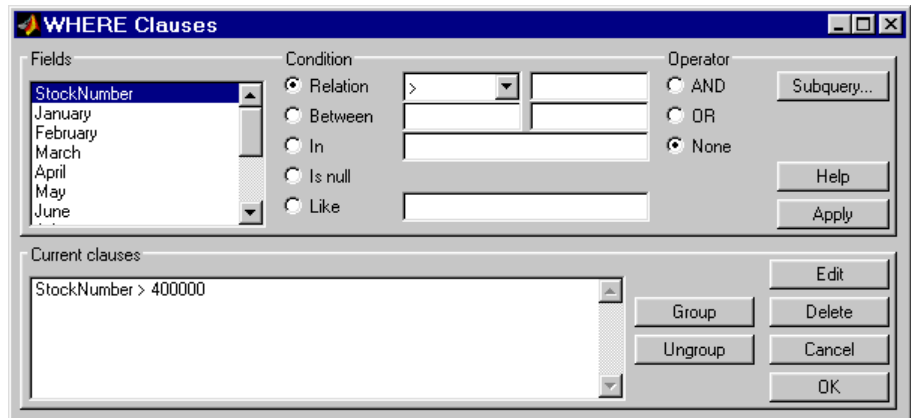 WHERE Clauses
Fields
StockNumber
January
February
March
April
May
June
Condition
Relation >
Between
In
Is null
Like
Operator
AND
OR
None
Subquery...
Help
Apply
Current clauses
StockNumber > 400000
Group
Ungroup
Edit
Delete
Cancel
OK